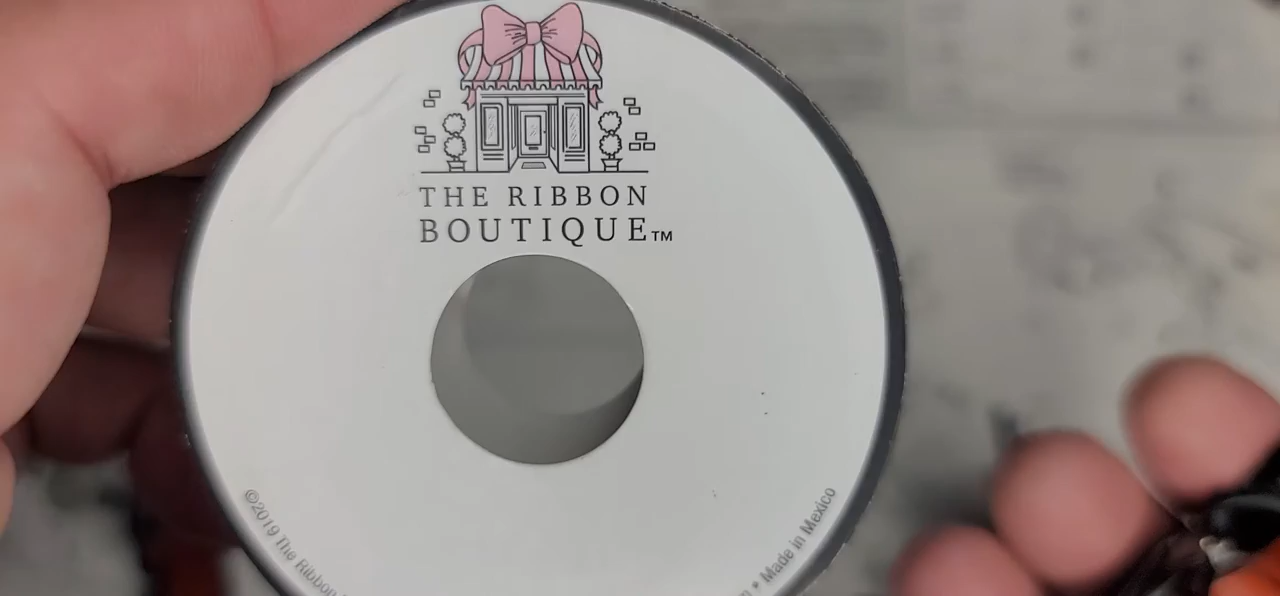 THE RIBBON
BOUTIQUE™
©2019 The Ribbon
• Made in Mexico